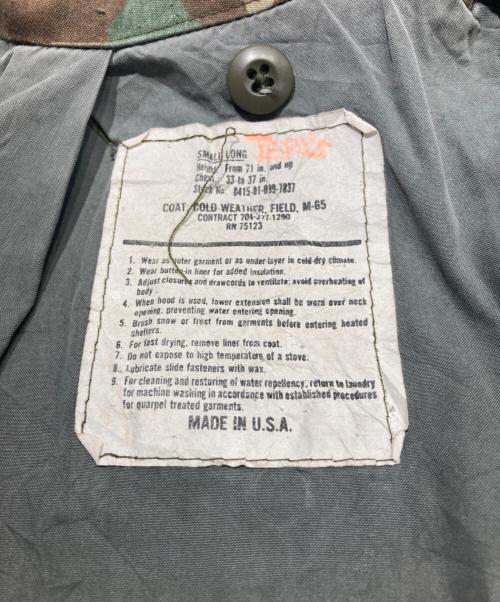 SMALL LONG
Height: From 71 in. and up
Chest: 33 to 37 in.
Stock No. 8415-01-099-7837
COAT, COLD WEATHER, FIELD, M-65
CONTRACT 704-377-1290
RN 75123
1. Wear as outer garment or as under-layer in cold-dry climate.
2. Wear button-in liner for added insulation.
3. Adjust closures and drawcords to ventilate; avoid overheating of
body.
4. When hood is used, lower extension shall be worn over neck
opening, preventing water entering opening.
5. Brush snow or frost from garments before entering heated
shelters.
6. For fast drying, remove liner from coat.
7. Do not expose to high temperature of a stove.
8. Lubricate slide fasteners with wax.
9. For cleaning and restoring of water repellency, return to laundry
for machine washing in accordance with established procedures
for quarpel treated garments.
MADE IN U.S.A.